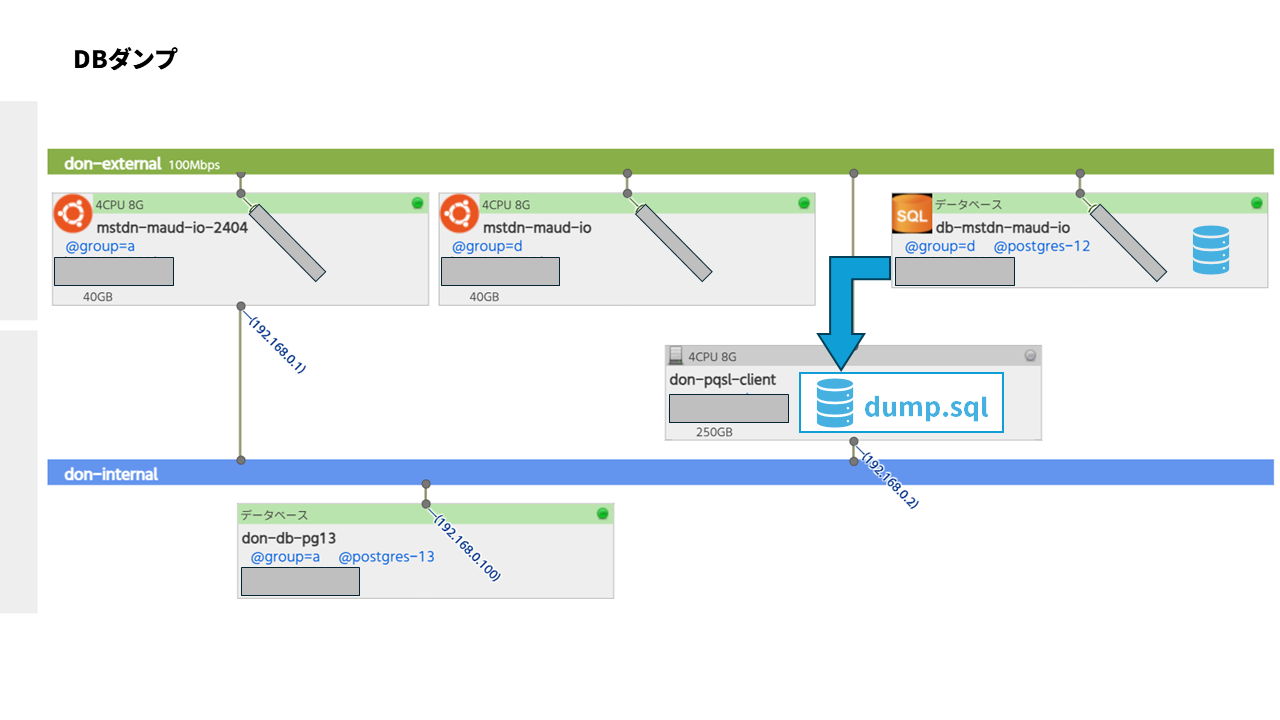 DBダンプ
don-external 100Mbps
4CPU 8G
mstdn-maud-io-2404
@group=a
40GB
4CPU 8G
mstdn-maud-io
@group=d
40GB
SQL
データベース
db-mstdn-maud-io
@group=d @postgres-12
(192.168.0.1)
4CPU 8G
don-pqsl-client
dump.sql
250GB
don-internal
(192.168.0.2)
データベース
don-db-pg13
@group=a @postgres-13
(192.168.0.100)